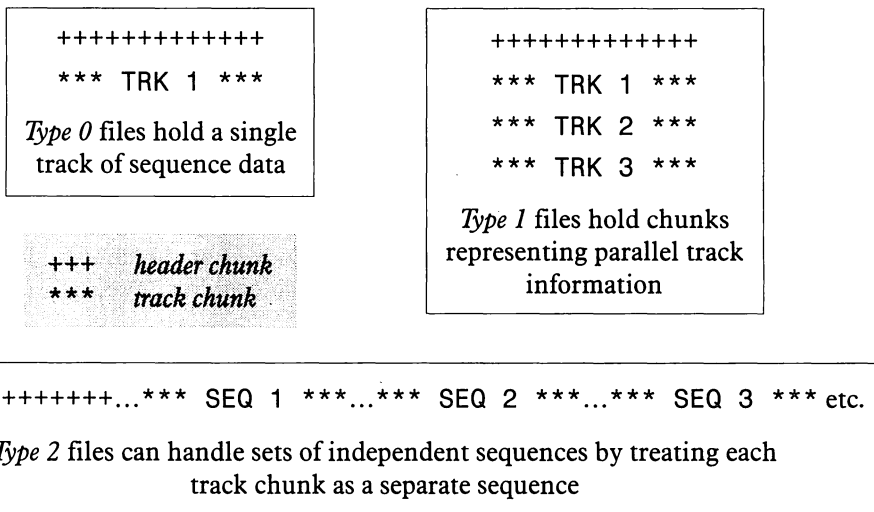 +++++++++++++
*** TRK 1 ***
Type 0 files hold a single
track of sequence data
+++++++++++++
*** TRK 1 ***
*** TRK 2 ***
*** TRK 3 ***
Type 1 files hold chunks
representing parallel track
information
+++ header chunk
*** track chunk
+++++++...*** SEQ 1 ***...*** SEQ 2 ***...*** SEQ 3 *** etc.
Type 2 files can handle sets of independent sequences by treating each
track chunk as a separate sequence